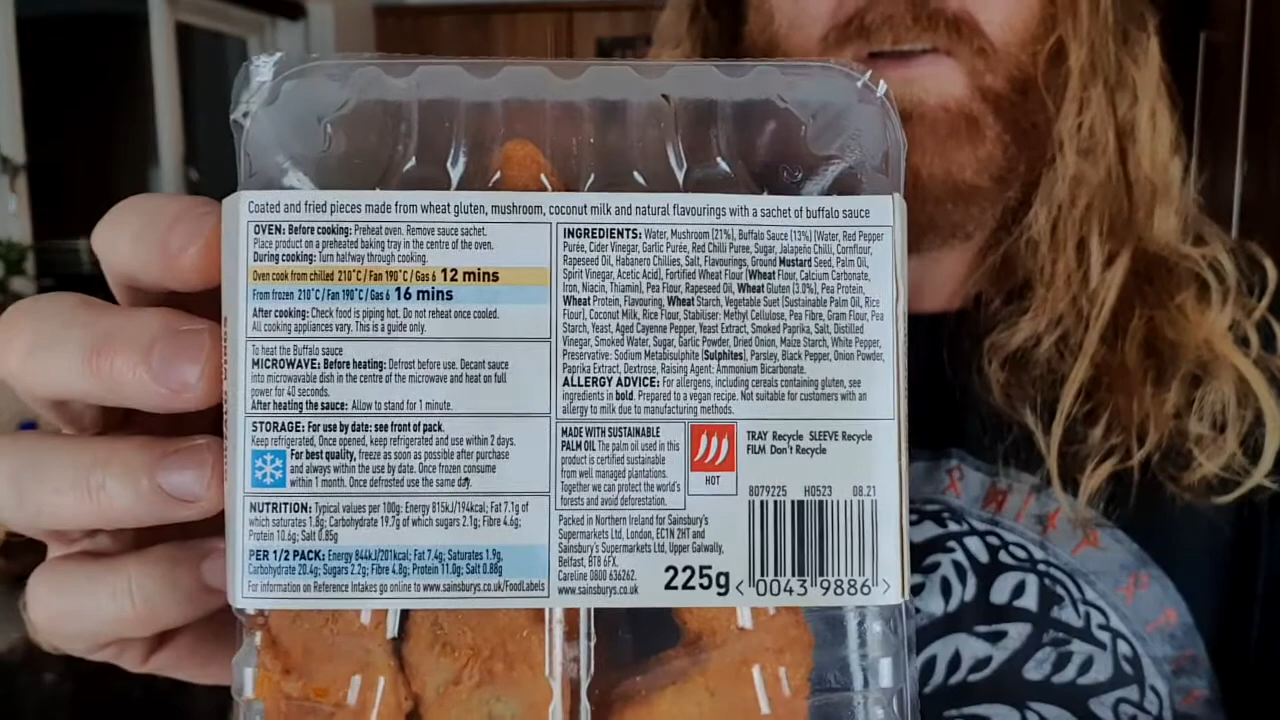 Coated and fried pieces made from wheat gluten, mushroom, coconut milk and natural flavourings with a sachet of buffalo sauce
OVEN: Before cooking: Preheat oven. Remove sauce sachet.
Place product on a preheated baking tray in the centre of the oven.
During cooking: Turn halfway through cooking.
Oven cook from chilled 210°C/Fan 190°C/Gas 6 12 mins
From frozen 210°C/Fan 190°C/Gas 6 16 mins
After cooking: Check food is piping hot. Do not reheat once cooled.
All cooking appliances vary. This is a guide only.
To heat the Buffalo sauce
MICROWAVE: Before heating: Defrost before use. Decant sauce
into microwavable dish in the centre of the microwave and heat on full
power for 40 seconds.
After heating the sauce: Allow to stand for 1 minute.
STORAGE: For use by date: see front of pack.
Keep refrigerated, Once opened, keep refrigerated and use within 2 days.
For best quality, freeze as soon as possible after purchase
and always within the use by date. Once frozen consume
within 1 month. Once defrosted use the same day.
NUTRITION: Typical values per 100g: Energy 815kJ/194kcal; Fat 7.1g of
which saturates 1.8g; Carbohydrate 19.7g of which sugars 2.1g; Fibre 4.6g;
Protein 10.6g; Salt 0.85g
PER 1/2 PACK: Energy 844kJ/201kcal; Fat 7.4g; Saturates 1.9g,
Carbohydrate 20.4g; Sugars 2.2g; Fibre 4.8g; Protein 11.0g; Salt 0.88g
For information on Reference Intakes go online to www.sainsburys.co.uk/FoodLabels
INGREDIENTS: Water, Mushroom (21%), Buffalo Sauce (13%) (Water, Red Pepper
Purée, Cider Vinegar, Garlic Purée, Red Chilli Puree, Sugar, Jalapeño Chilli, Cornflour,
Rapeseed Oil, Habanero Chillies, Salt, Flavourings, Ground Mustard Seed, Palm Oil,
Spirit Vinegar, Acetic Acid), Fortified Wheat Flour (Wheat Flour, Calcium Carbonate,
Iron, Niacin, Thiamin), Pea Flour, Rapeseed Oil, Wheat Gluten (3.0%), Pea Protein,
Wheat Protein, Flavouring, Wheat Starch, Vegetable Suet (Sustainable Palm Oil, Rice
Flour), Coconut Milk, Rice Flour, Stabiliser: Methyl Cellulose, Pea Fibre, Gram Flour, Pea
Starch, Yeast, Aged Cayenne Pepper, Yeast Extract, Smoked Paprika, Salt, Distilled
Vinegar, Smoked Water, Sugar, Garlic Powder, Dried Onion, Maize Starch, White Pepper,
Preservative: Sodium Metabisulphite (Sulphites), Parsley, Black Pepper, Onion Powder,
Paprika Extract, Dextrose, Raising Agent: Ammonium Bicarbonate.
ALLERGY ADVICE: For allergens, including cereals containing gluten, see
ingredients in bold. Prepared to a vegan recipe. Not suitable for customers with an
allergy to milk due to manufacturing methods.
MADE WITH SUSTAINABLE
PALM OIL The palm oil used in this
product is certified sustainable
from well managed plantations.
Together we can protect the world's
forests and avoid deforestation.
HOT
TRAY Recycle SLEEVE Recycle
FILM Don't Recycle
8079225 H0523 08.21
Packed in Northern Ireland for Sainsbury's
Supermarkets Ltd, London, EC1N 2HT and
Sainsbury's Supermarkets Ltd, Upper Galwally,
Belfast, BT8 6FX.
Careline 0800 636262.
www.sainsburys.co.uk
225g
<0043 9886>